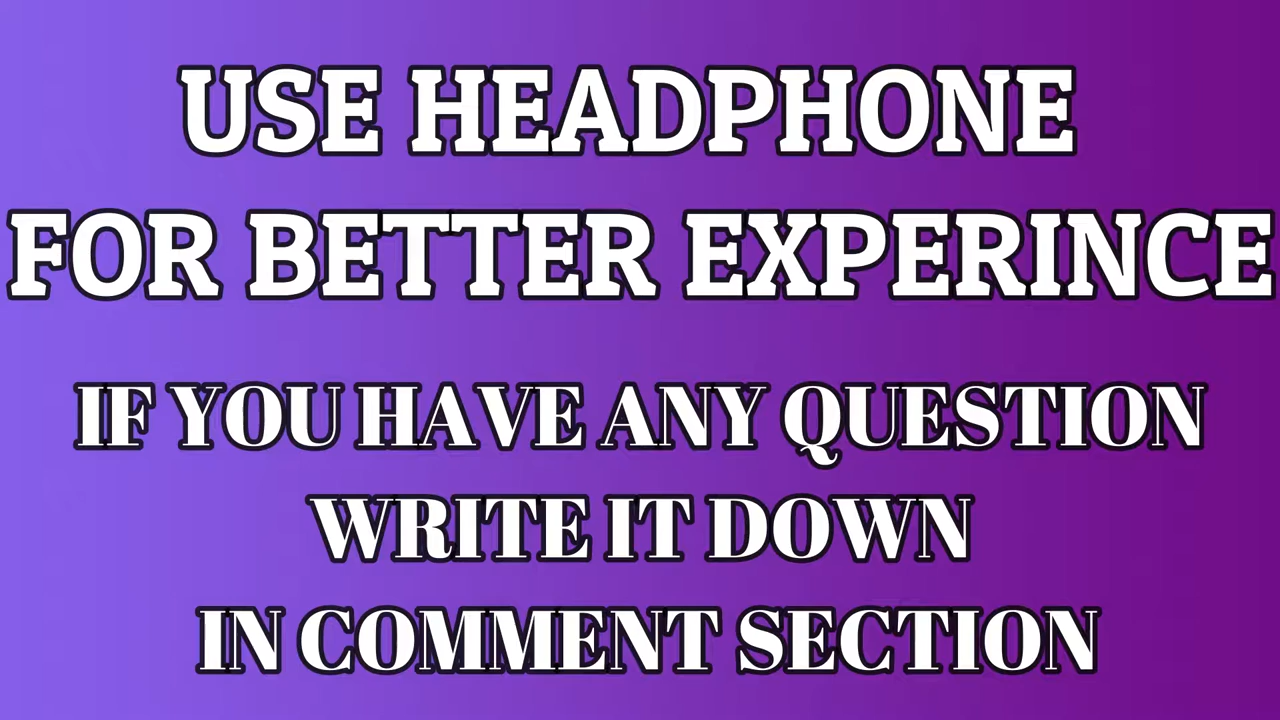 USE HEADPHONE
FOR BETTER EXPERINCE
IF YOU HAVE ANY QUESTION
WRITE IT DOWN
IN COMMENT SECTION